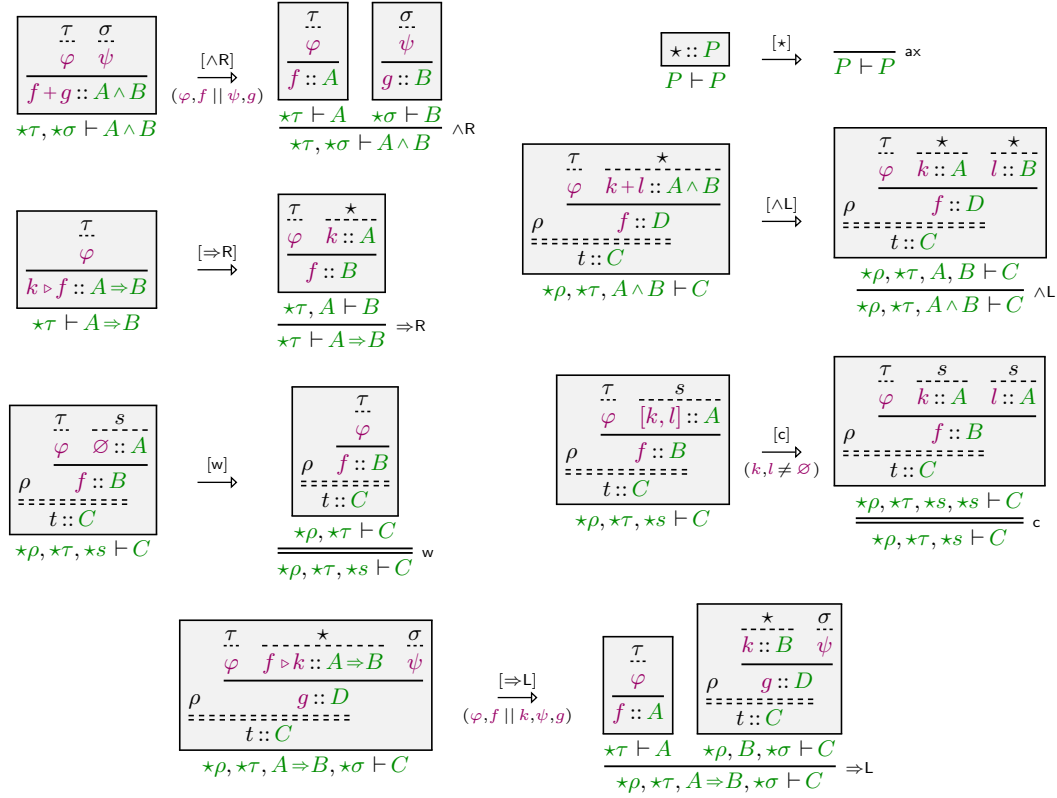 τ σ
φ ψ
f+g :: A∧B
⋆τ, ⋆σ ⊢ A∧B
[∧R]
(φ,f || ψ,g)
τ
φ
f :: A
⋆τ ⊢ A
σ
ψ
g :: B
⋆σ ⊢ B
⋆τ, ⋆σ ⊢ A∧B
∧R
⋆ :: P
P ⊢ P
[⋆]
P ⊢ P
ax
τ ⋆
φ k+l :: A∧B
ρ f :: D
t :: C
⋆ρ, ⋆τ, A∧B ⊢ C
[∧L]
τ ⋆ ⋆
φ k :: A l :: B
ρ f :: D
t :: C
⋆ρ, ⋆τ, A, B ⊢ C
⋆ρ, ⋆τ, A∧B ⊢ C
∧L
τ
φ
k ▹ f :: A⇒B
⋆τ ⊢ A⇒B
[⇒R]
τ ⋆
φ k :: A
f :: B
⋆τ, A ⊢ B
⋆τ ⊢ A⇒B
⇒R
τ s
φ ∅ :: A
ρ f :: B
t :: C
⋆ρ, ⋆τ, ⋆s ⊢ C
[w]
τ
φ
ρ f :: B
t :: C
⋆ρ, ⋆τ ⊢ C
⋆ρ, ⋆τ, ⋆s ⊢ C
w
τ s
φ [k, l] :: A
ρ f :: B
t :: C
⋆ρ, ⋆τ, ⋆s ⊢ C
[c]
(k,l ≠ ∅)
τ s s
φ k :: A l :: A
ρ f :: B
t :: C
⋆ρ, ⋆τ, ⋆s, ⋆s ⊢ C
⋆ρ, ⋆τ, ⋆s ⊢ C
c
τ ⋆ σ
φ f ▹ k :: A⇒B ψ
ρ g :: D
t :: C
⋆ρ, ⋆τ, A⇒B, ⋆σ ⊢ C
[⇒L]
(φ,f || k,ψ,g)
τ
φ
f :: A
⋆τ ⊢ A
⋆ σ
k :: B ψ
ρ g :: D
t :: C
⋆ρ, B, ⋆σ ⊢ C
⋆ρ, ⋆τ, A⇒B, ⋆σ ⊢ C
⇒L